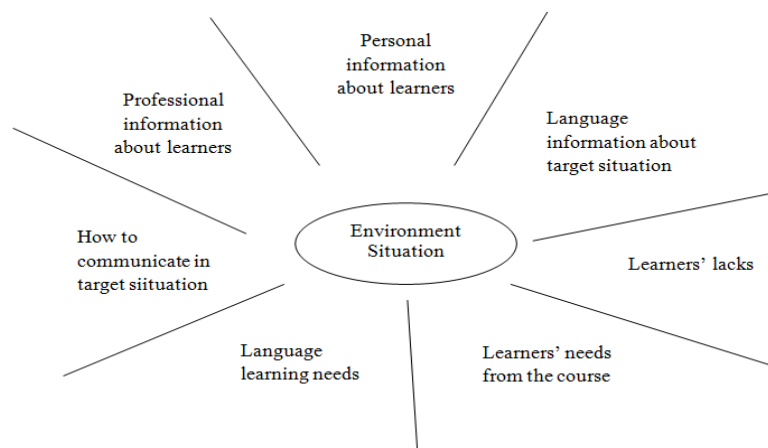 Personal
information
about learners
Professional
information
about learners
Language
information about
target situation
Environment
Situation
How to
communicate in
target siituation
Learners' lacks
Language
learning needs
Learners' needs
from the course